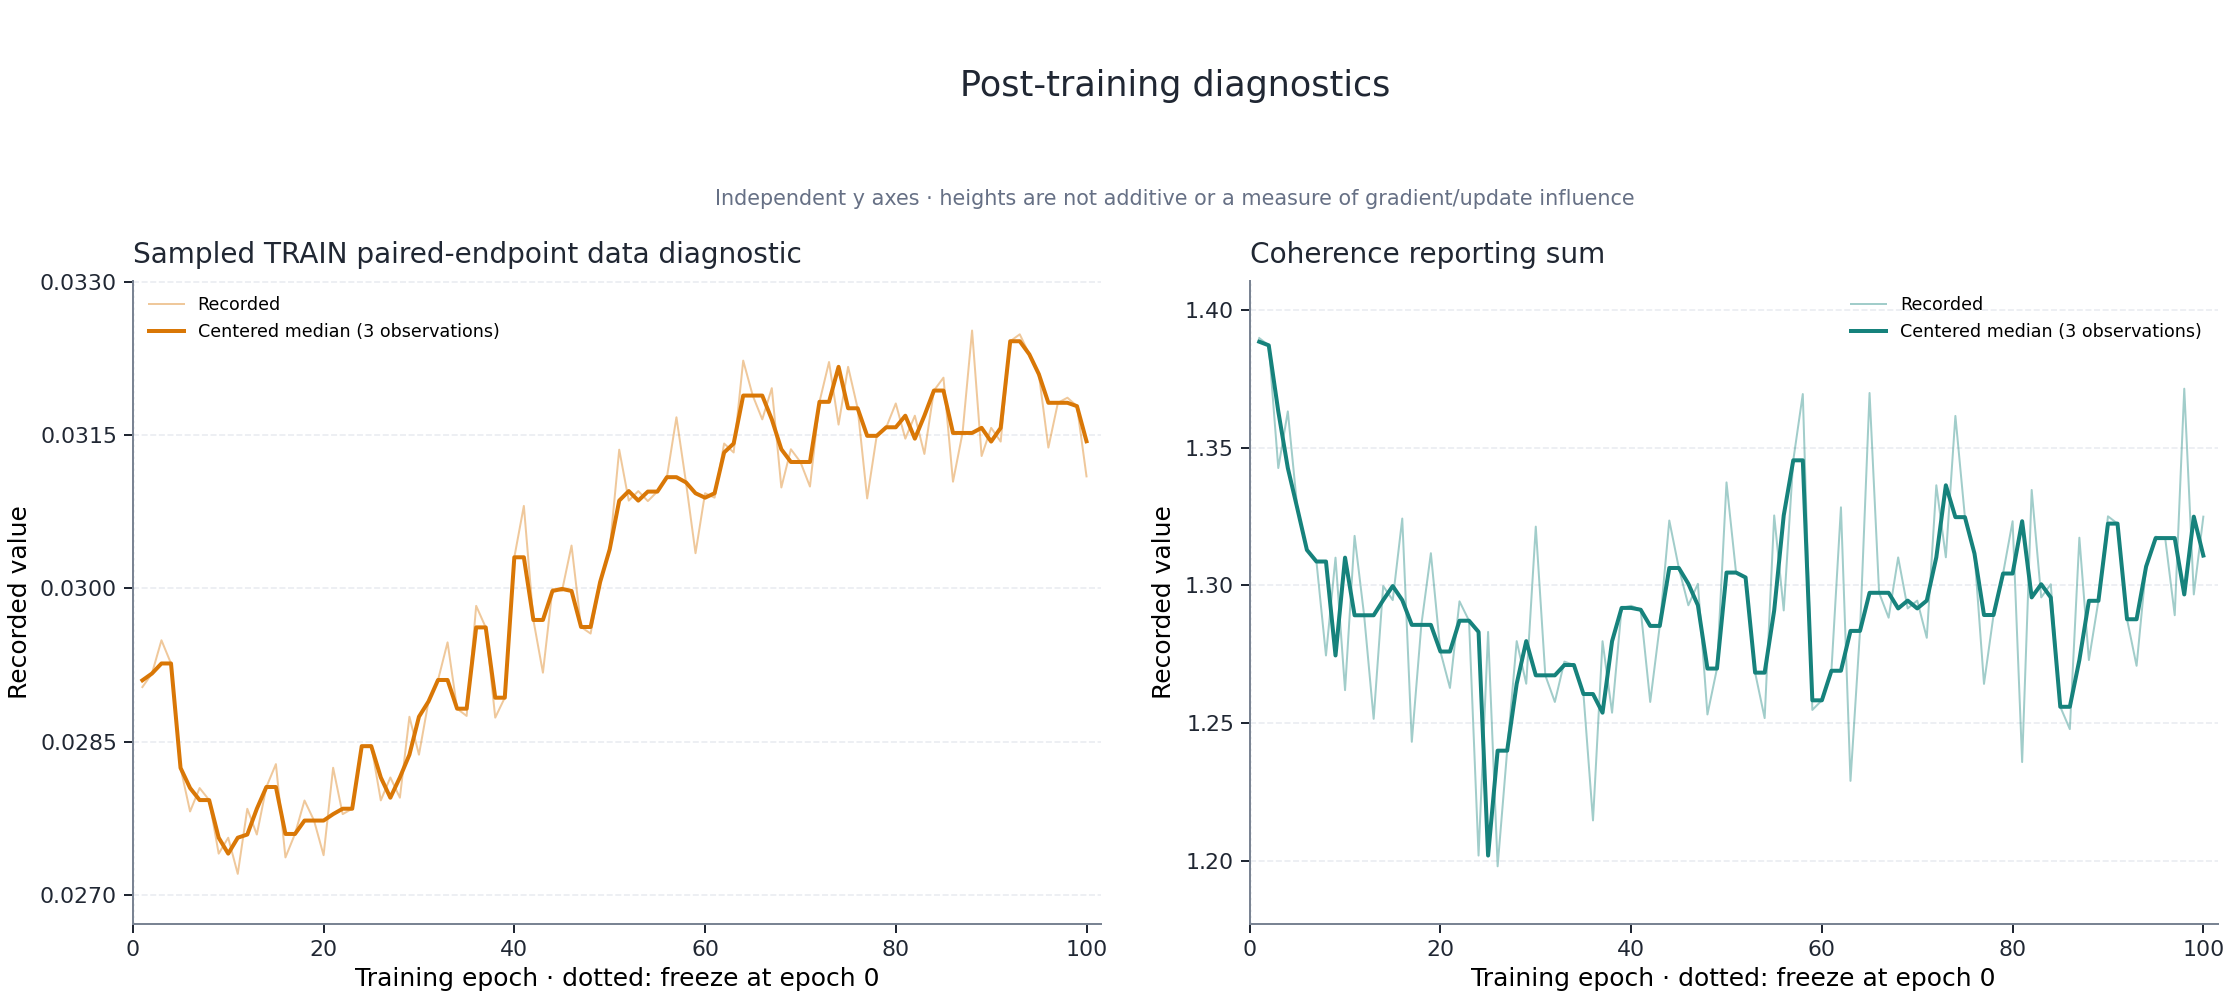 Post-training diagnostics
Independent y axes · heights are not additive or a measure of gradient/update influence
Sampled TRAIN paired-endpoint data diagnostic
Recorded
Centered median (3 observations)
0.0330
0.0315
0.0300
0.0285
0.0270
Recorded value
0 20 40 60 80 100
Training epoch · dotted: freeze at epoch 0
Coherence reporting sum
Recorded
Centered median (3 observations)
1.40
1.35
1.30
1.25
1.20
Recorded value
0 20 40 60 80 100
Training epoch · dotted: freeze at epoch 0